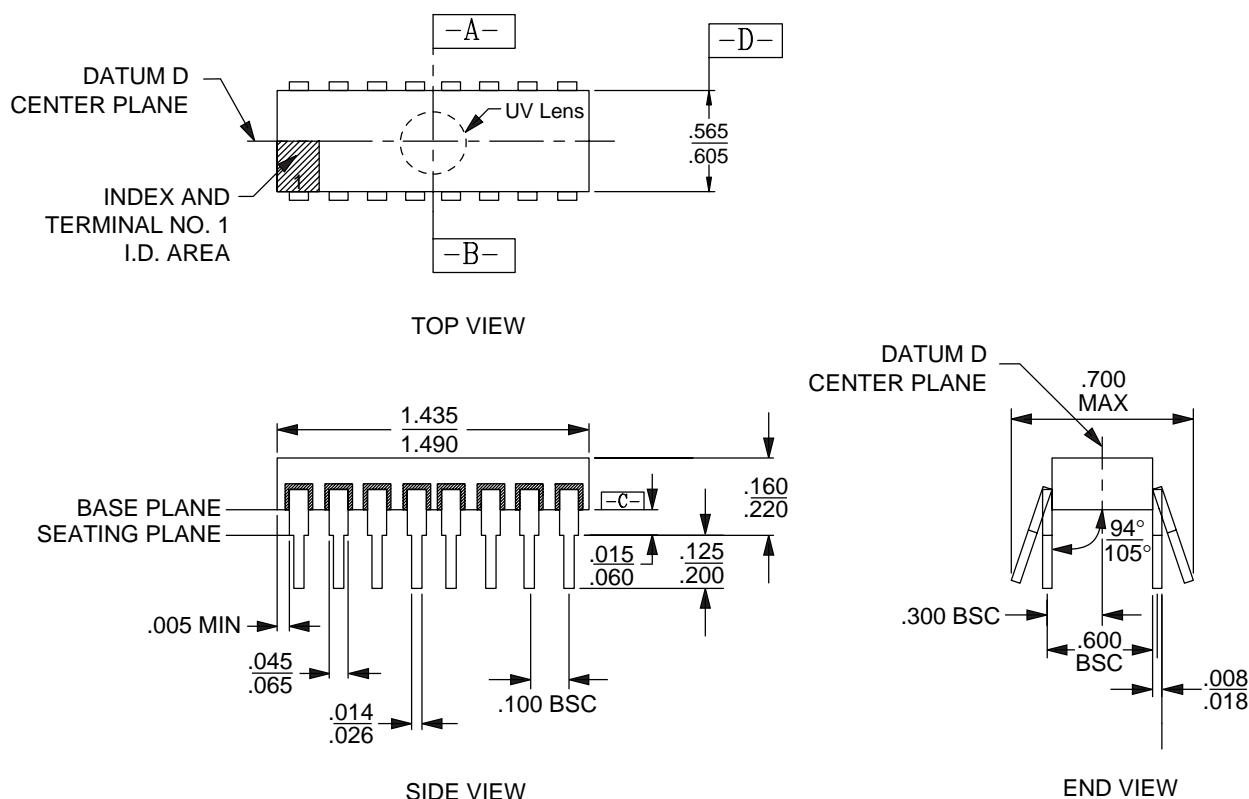 -A-
-D-
DATUM D
CENTER PLANE
UV Lens
.565
.605
1
INDEX AND
TERMINAL NO. 1
I.D. AREA
-B-
TOP VIEW
DATUM D
CENTER PLANE
.700
MAX
1.435
1.490
BASE PLANE
SEATING PLANE
-C-
.160
.220
.015
.060
.125
.200
94°
105°
.005 MIN
.300 BSC
.600
BSC
.045
.065
.100 BSC
.008
.018
.014
.026
SIDE VIEW
END VIEW